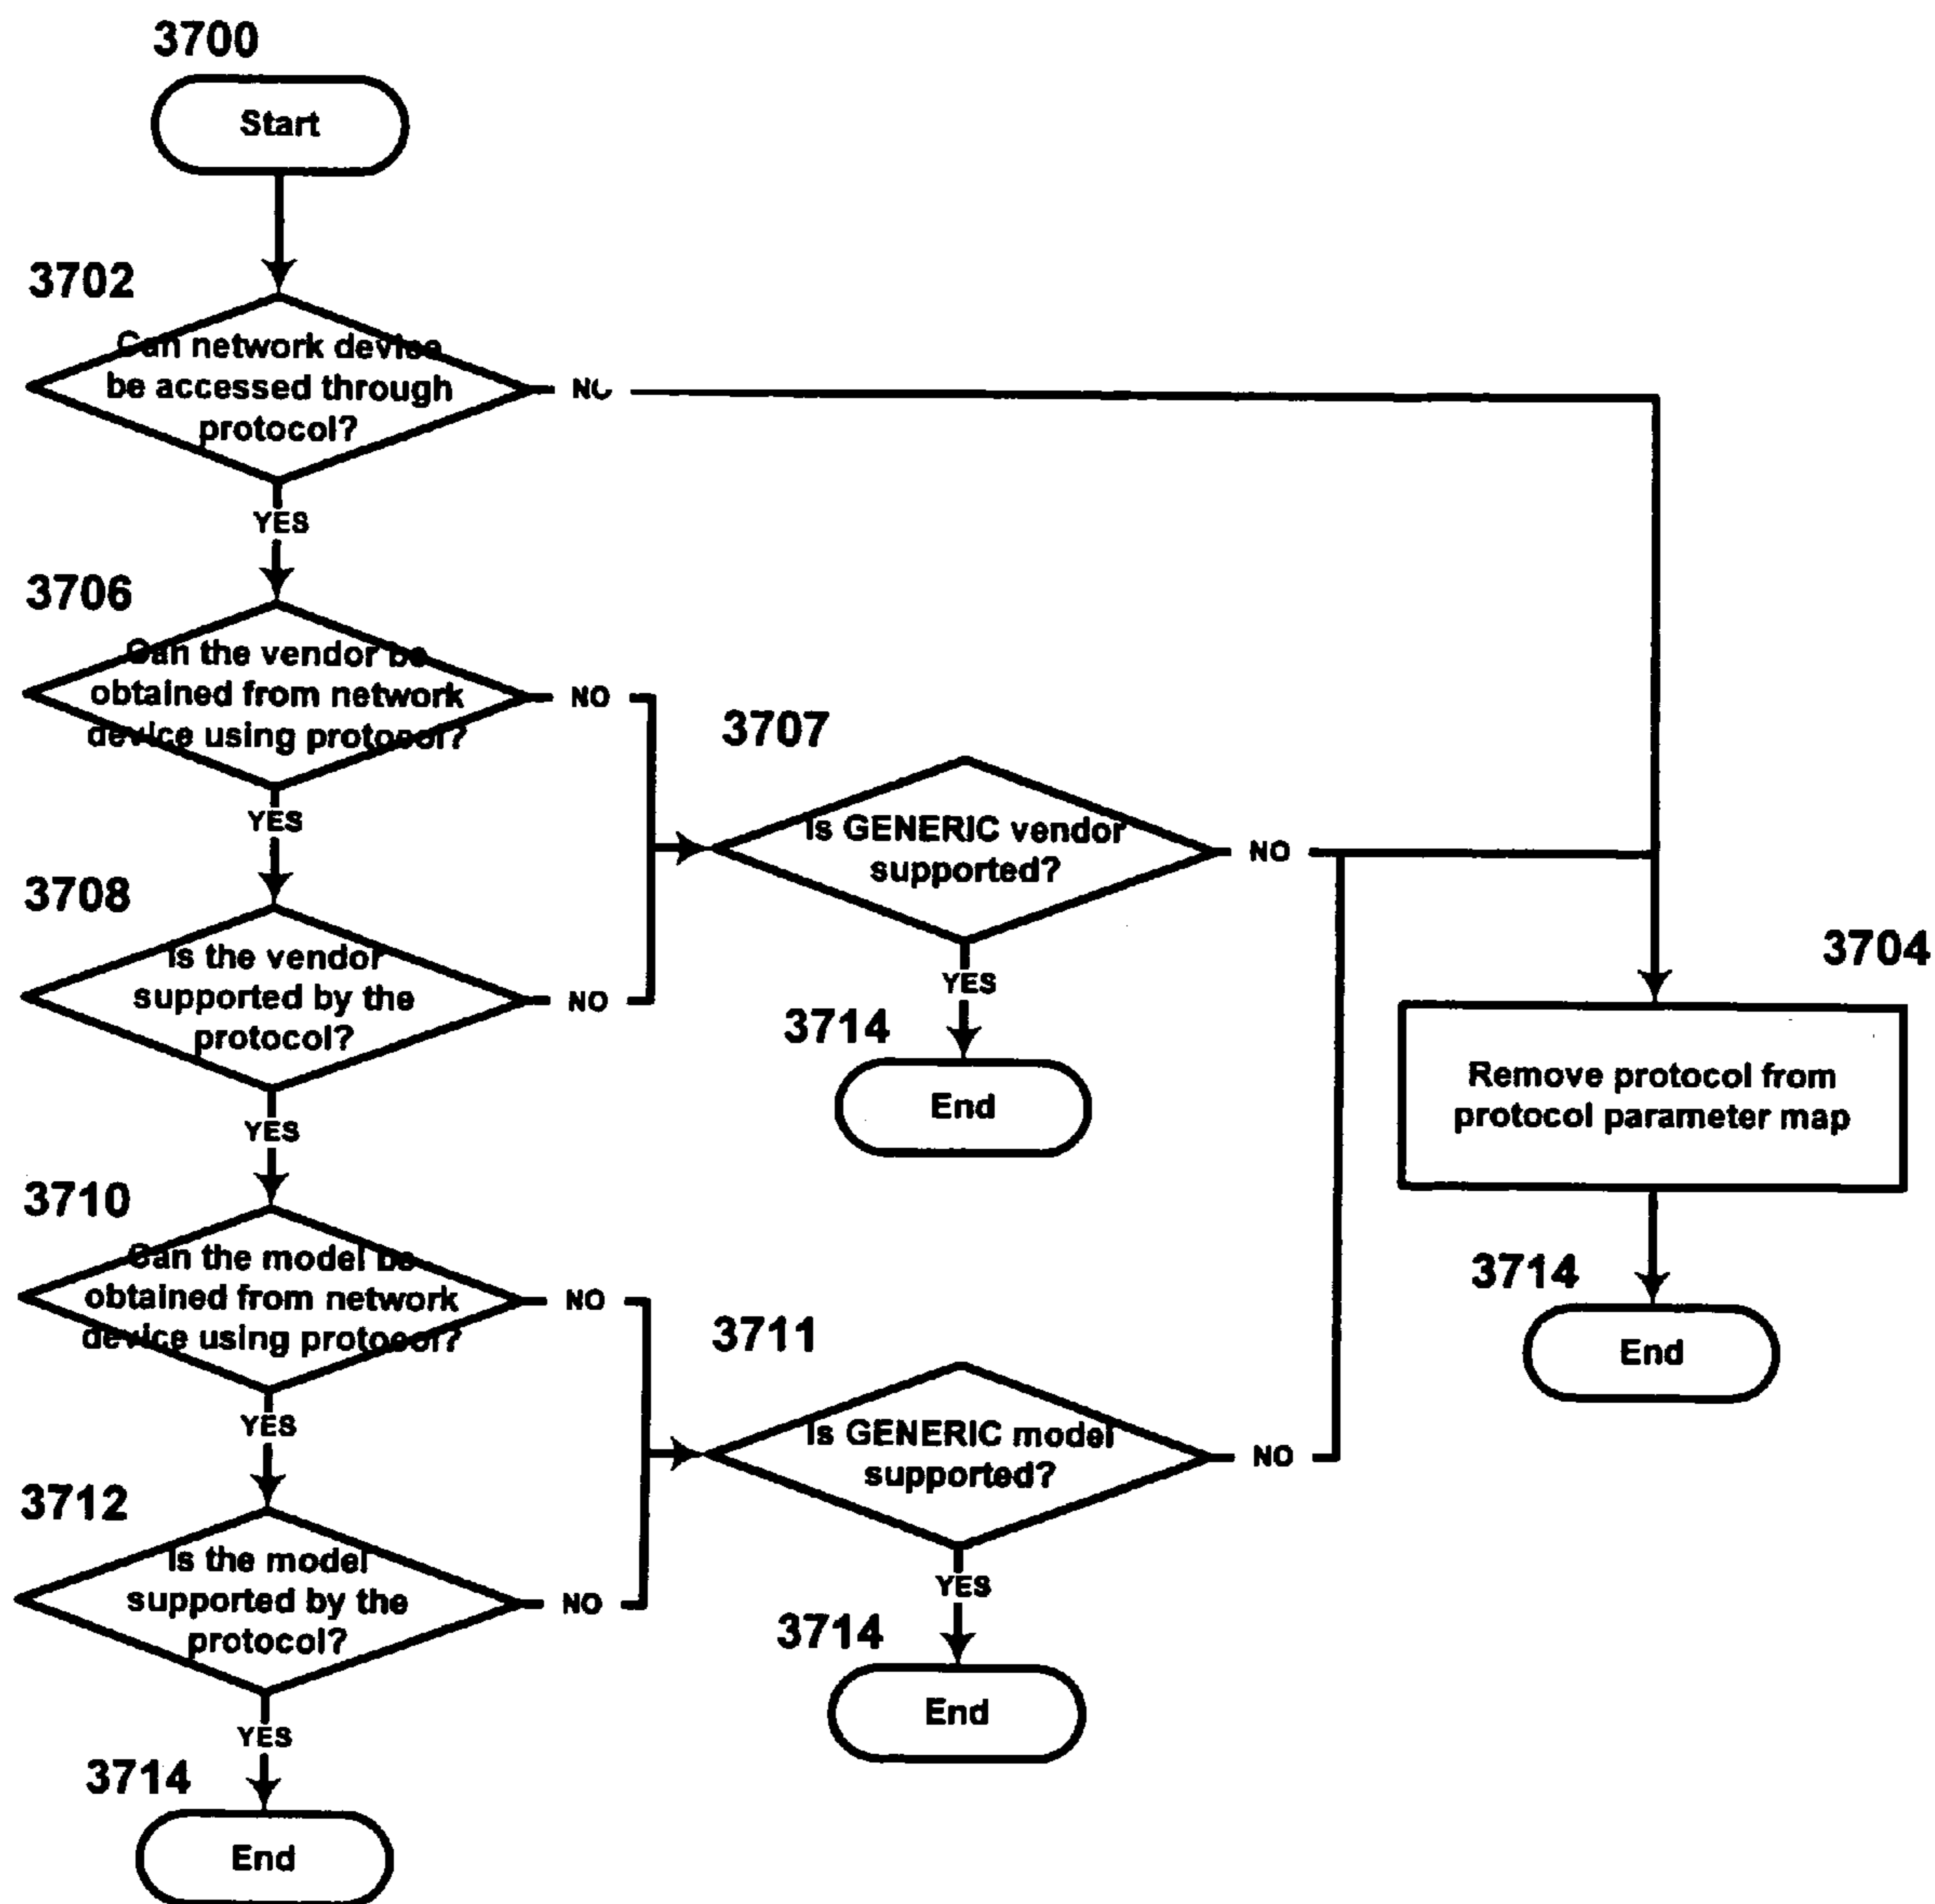 3700
Start
3702
Can network device
be accessed through
protocol?
NO
YES
3706
Can the vendor be
obtained from network
device using protocol?
NO
YES
3707
Is GENERIC vendor
supported?
NO
YES
3714
End
3708
Is the vendor
supported by the
protocol?
NO
YES
3704
Remove protocol from
protocol parameter map
3714
End
3710
Can the model be
obtained from network
device using protocol?
NO
YES
3711
Is GENERIC model
supported?
NO
YES
3714
End
3712
Is the model
supported by the
protocol?
NO
YES
3714
End